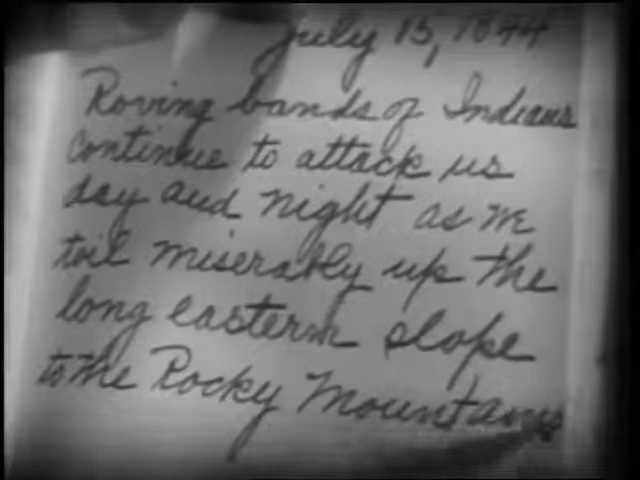 July 13, 1844
Roving bands of Indians
continue to attack us
day and night as we
toil miserably up the
long eastern slope
to the Rocky Mountains